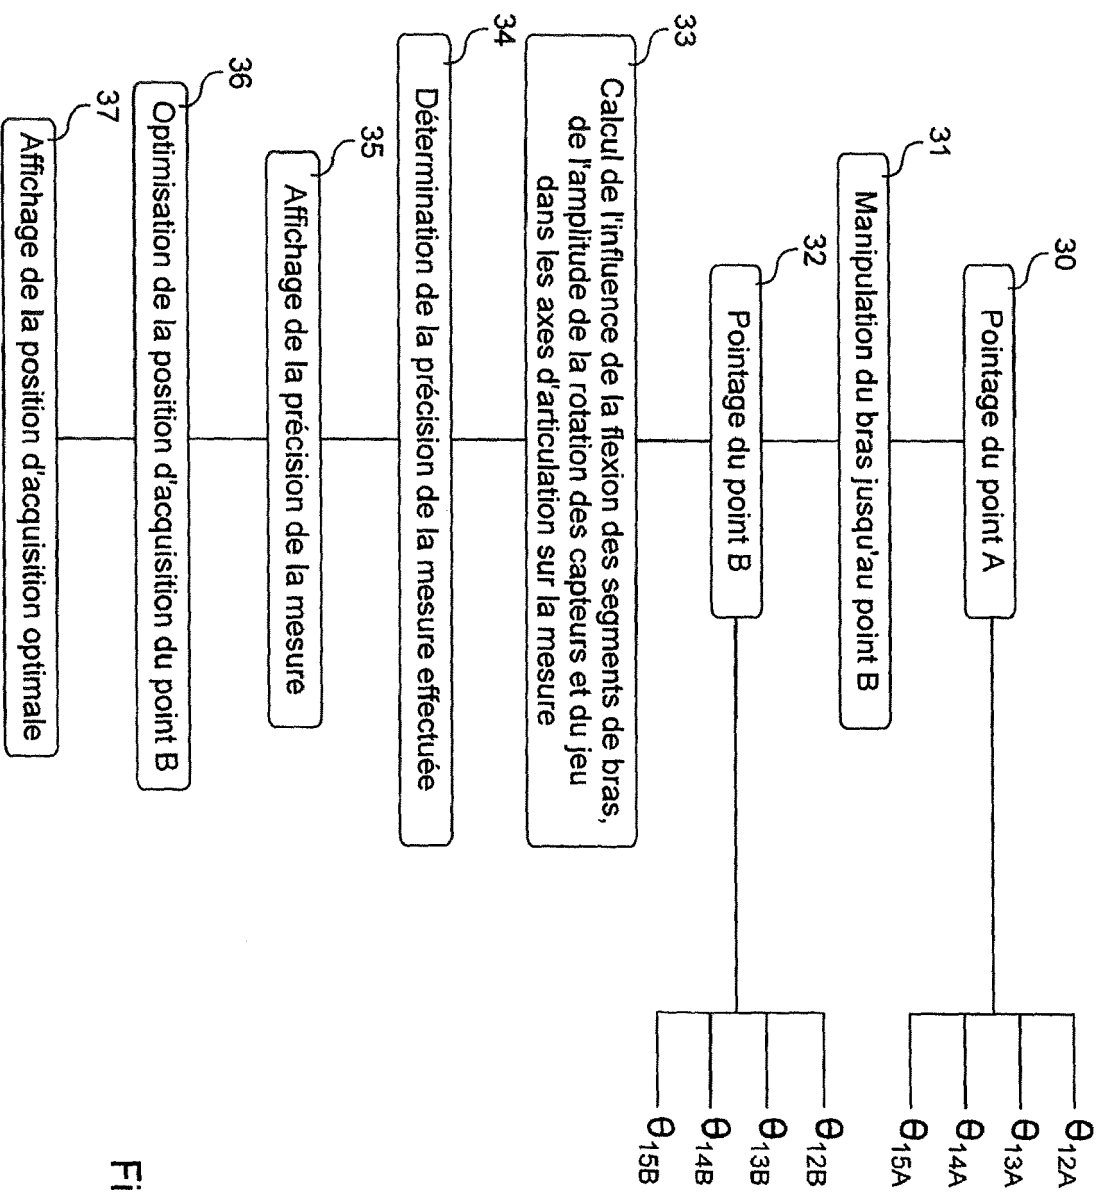 30
Pointage du point A
θ12A
θ13A
θ14A
θ15A
31
Manipulation du bras jusqu'au point B
32
Pointage du point B
θ12B
θ13B
θ14B
θ15B
33
Calcul de l'influence de la flexion des segments de bras,
de l'amplitude de la rotation des capteurs et du jeu
dans les axes d'articulation sur la mesure
34
Détermination de la précision de la mesure effectuée
35
Affichage de la précision de la mesure
36
Optimisation de la position d'acquisition du point B
37
Affichage de la position d'acquisition optimale